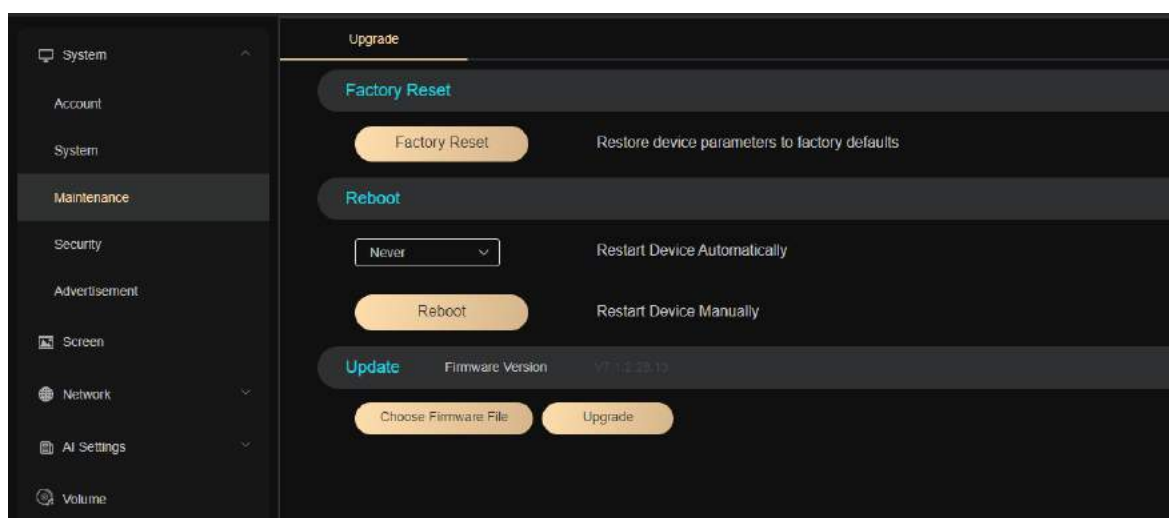 System
Account
System
Maintenance
Security
Advertisement
Screen
Network
AI Settings
Volume
Upgrade
Factory Reset
Factory Reset Restore device parameters to factory defaults
Reboot
Never Restart Device Automatically
Reboot Restart Device Manually
Update Firmware Version
Choose Firmware File Upgrade